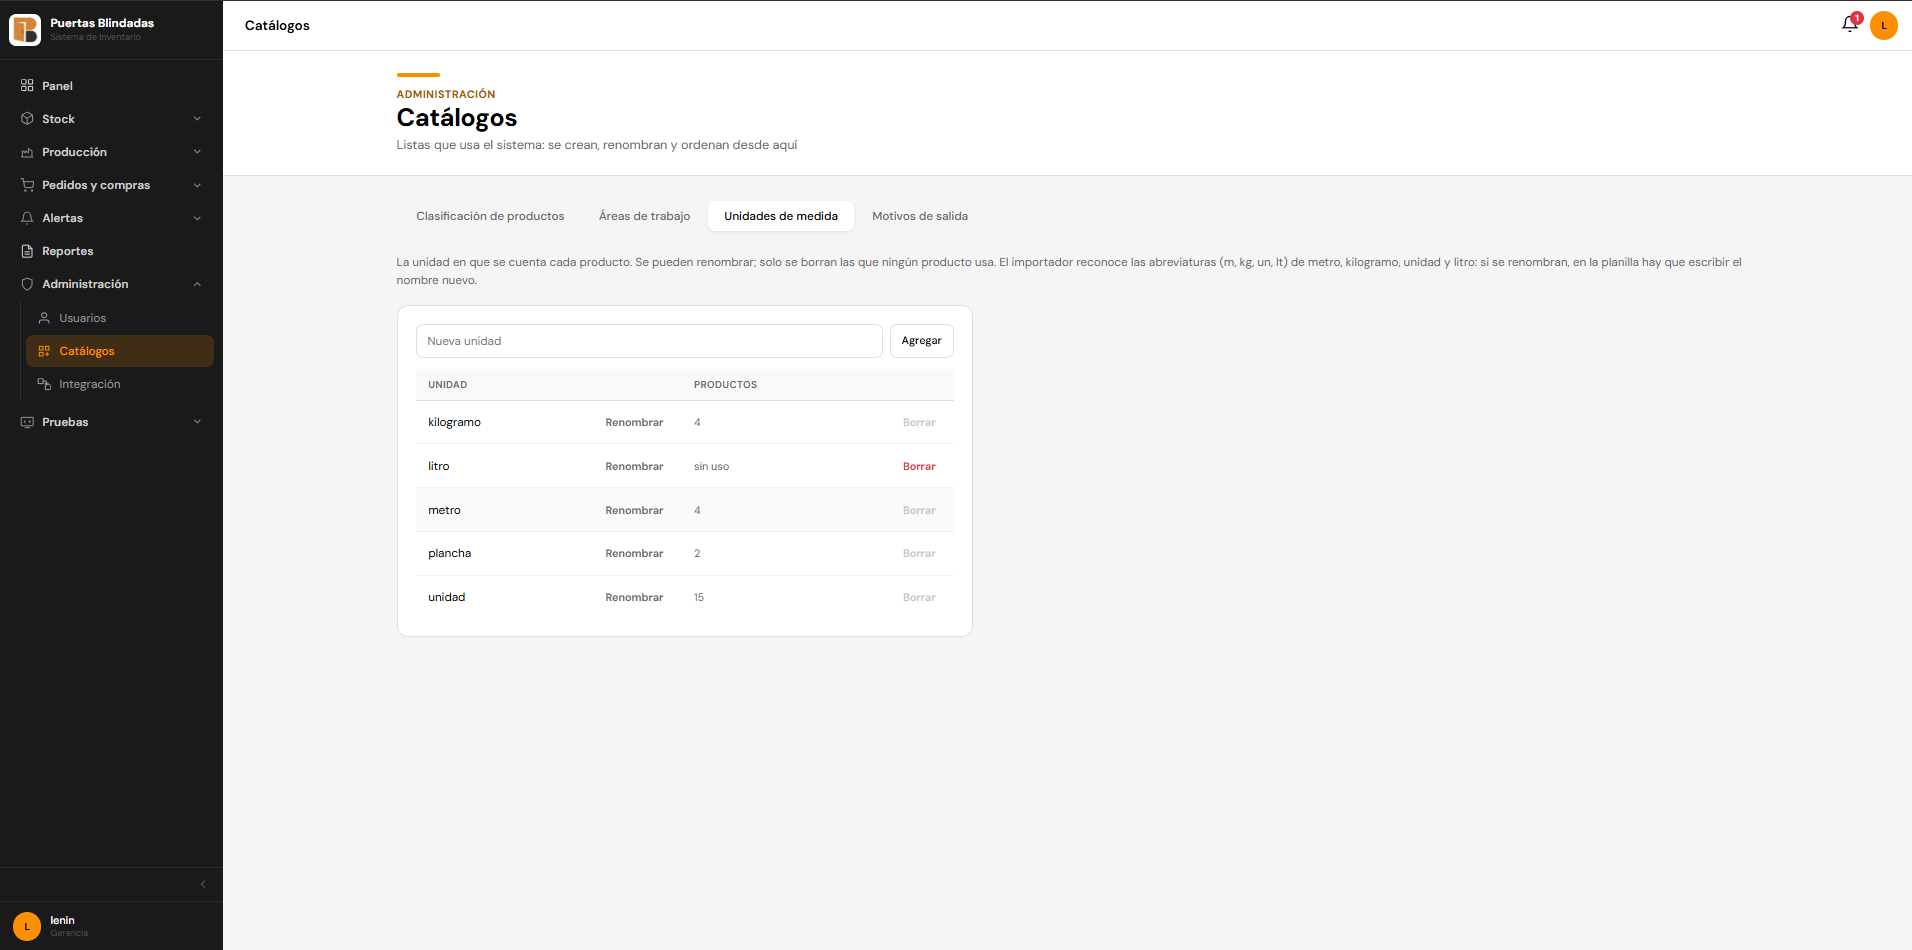 Puertas Blindadas
Sistema de Inventario
Catálogos
1
L
Panel
Stock
Producción
Pedidos y compras
Alertas
Reportes
Administración
Usuarios
Catálogos
Integración
Pruebas
L
lenin
Gerencia
ADMINISTRACIÓN
Catálogos
Listas que usa el sistema: se crean, renombran y ordenan desde aquí
Clasificación de productos Áreas de trabajo Unidades de medida Motivos de salida
La unidad en que se cuenta cada producto. Se pueden renombrar; solo se borran las que ningún producto usa. El importador reconoce las abreviaturas (m, kg, un, lt) de metro, kilogramo, unidad y litro: si se renombran, en la planilla hay que escribir el
nombre nuevo.
Nueva unidad Agregar
UNIDAD PRODUCTOS
kilogramo Renombrar 4 Borrar
litro Renombrar sin uso Borrar
metro Renombrar 4 Borrar
plancha Renombrar 2 Borrar
unidad Renombrar 15 Borrar